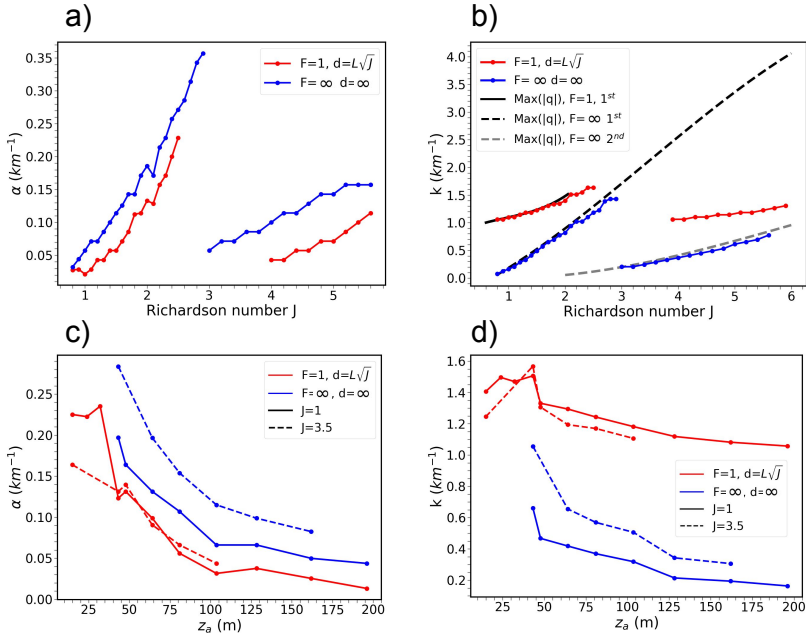 a)
α (km⁻¹)
0.35
0.30
0.25
0.20
0.15
0.10
0.05
F=1, d=L√J
F=∞ d=∞
1 2 3 4 5
Richardson number J
b)
k (km⁻¹)
4.0
3.5
3.0
2.5
2.0
1.5
1.0
0.5
0.0
F=1, d=L√J
F=∞ d=∞
Max(|q|), F=1, 1ˢᵗ
Max(|q|), F=∞ 1ˢᵗ
Max(|q|), F=∞ 2ⁿᵈ
1 2 3 4 5 6
Richardson number J
c)
α (km⁻¹)
0.25
0.20
0.15
0.10
0.05
0.00
F=1, d=L√J
F=∞, d=∞
J=1
J=3.5
25 50 75 100 125 150 175 200
zₐ (m)
d)
k (km⁻¹)
1.6
1.4
1.2
1.0
0.8
0.6
0.4
0.2
F=1, d=L√J
F=∞, d=∞
J=1
J=3.5
25 50 75 100 125 150 175 200
zₐ (m)